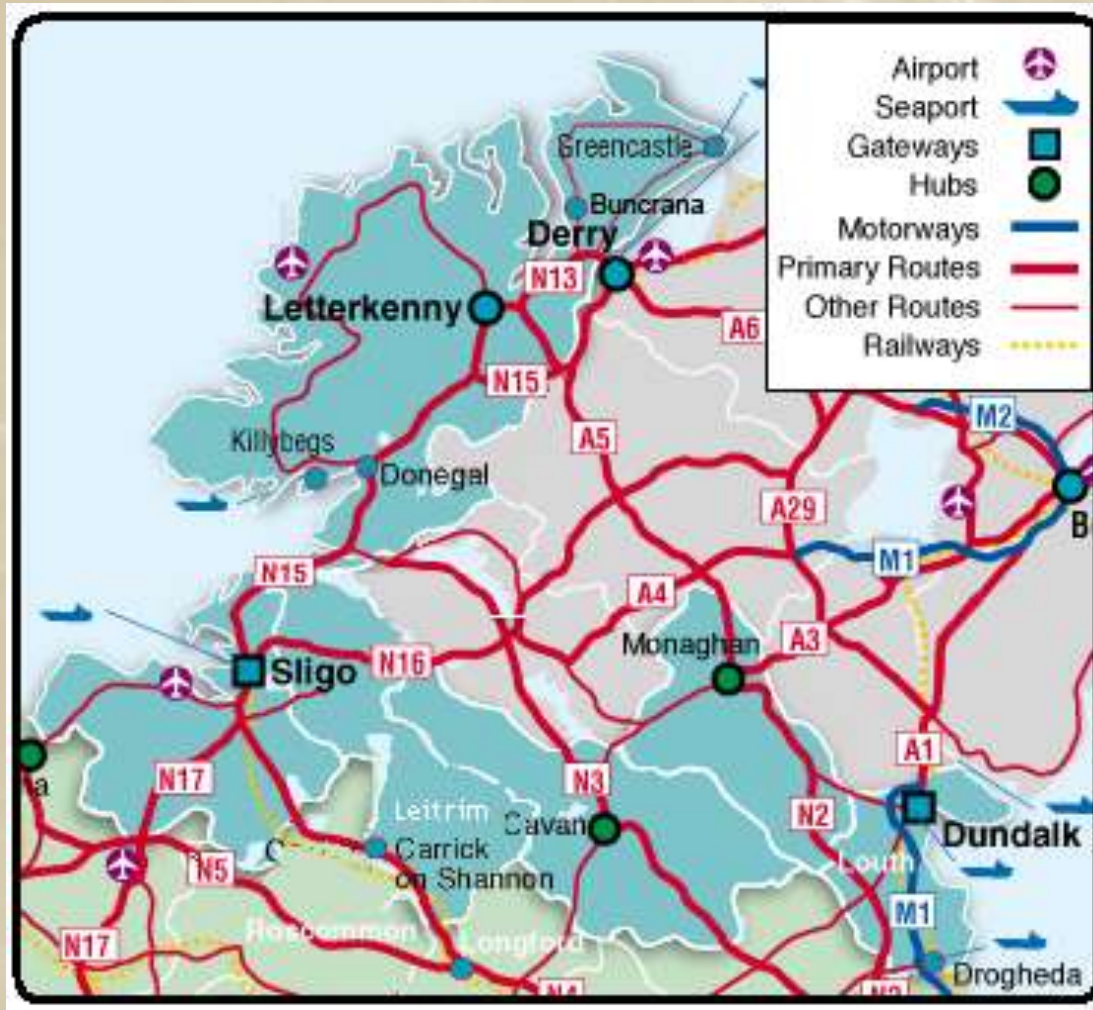 Airport
Seaport
Gateways
Hubs
Motorways
Primary Routes
Other Routes
Railways
Greencastle
Buncrana
Derry
N13
Letterkenny
A6
N15
M2
Killybegs
A5
Donegal
A29
B
N15
M1
A4
Monaghan
A3
N16
Sligo
A1
a
N17
N3
N2
Leitrim
Cavan
Dundalk
C
Carrick
on Shannon
N5
Louth
M1
N17
Roscommon
Longford
Drogheda
N4